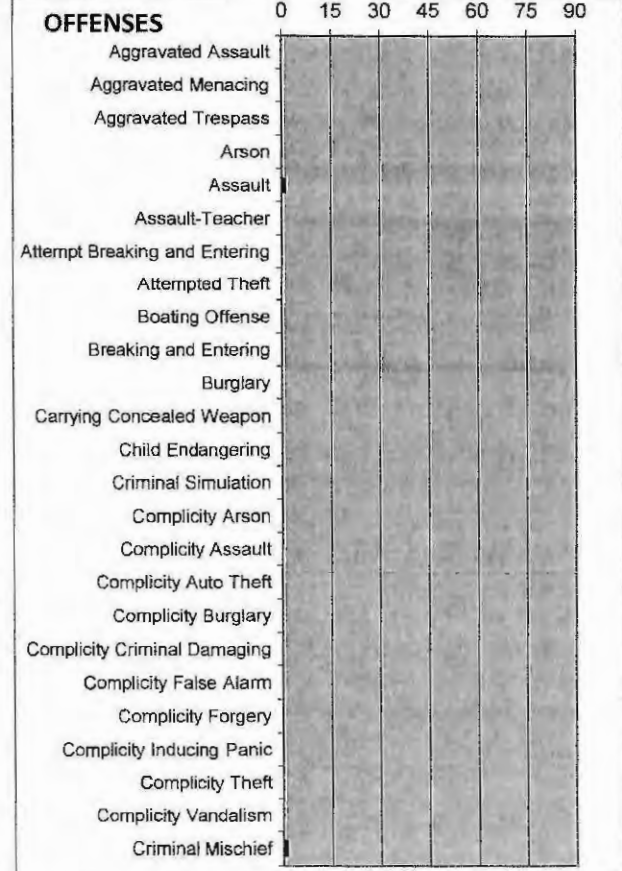 OFFENSES
0 15 30 45 60 75 90
Aggravated Assault
Aggravated Menacing
Aggravated Trespass
Arson
Assault
Assault-Teacher
Attempt Breaking and Entering
Attempted Theft
Boating Offense
Breaking and Entering
Burglary
Carrying Concealed Weapon
Child Endangering
Criminal Simulation
Complicity Arson
Complicity Assault
Complicity Auto Theft
Complicity Burglary
Complicity Criminal Damaging
Complicity False Alarm
Complicity Forgery
Complicity Inducing Panic
Complicity Theft
Complicity Vandalism
Criminal Mischief